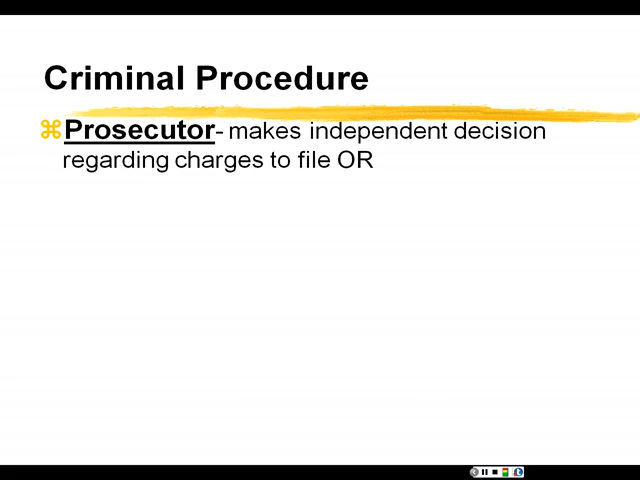 Criminal Procedure
⌘Prosecutor- makes independent decision
regarding charges to file OR